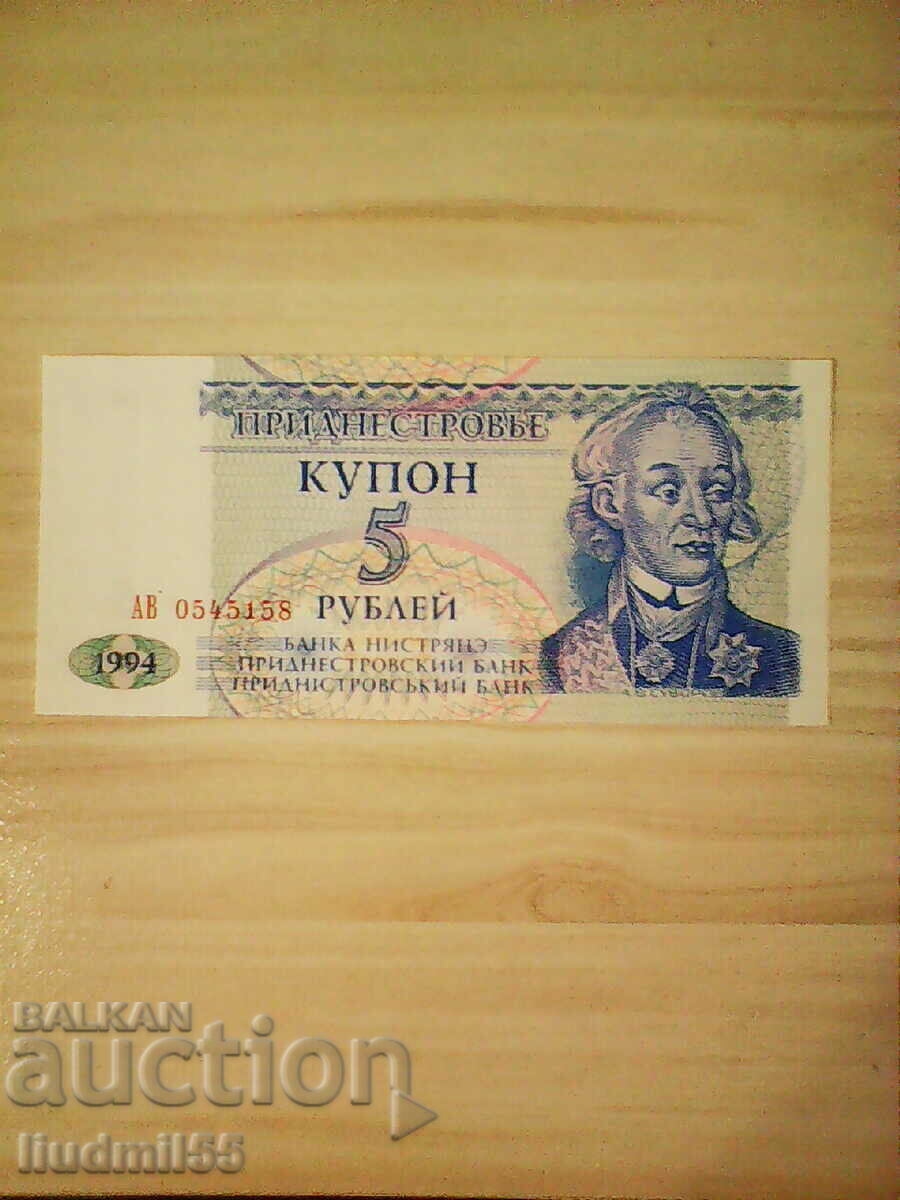 ПРИДНЕСТРОВЬЕ
КУПОН
5
РУБЛЕЙ
АВ 0545158
БАНКА НИСТРЯНЭ
1994
ПРИДНЕСТРОВСКИЙ БАНК
ПРИДНІСТРОВСЬКИЙ БАНК
BALKAN
auction
liudmil55